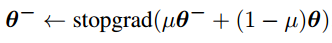 θ⁻ ← stopgrad(μθ⁻ + (1 − μ)θ)